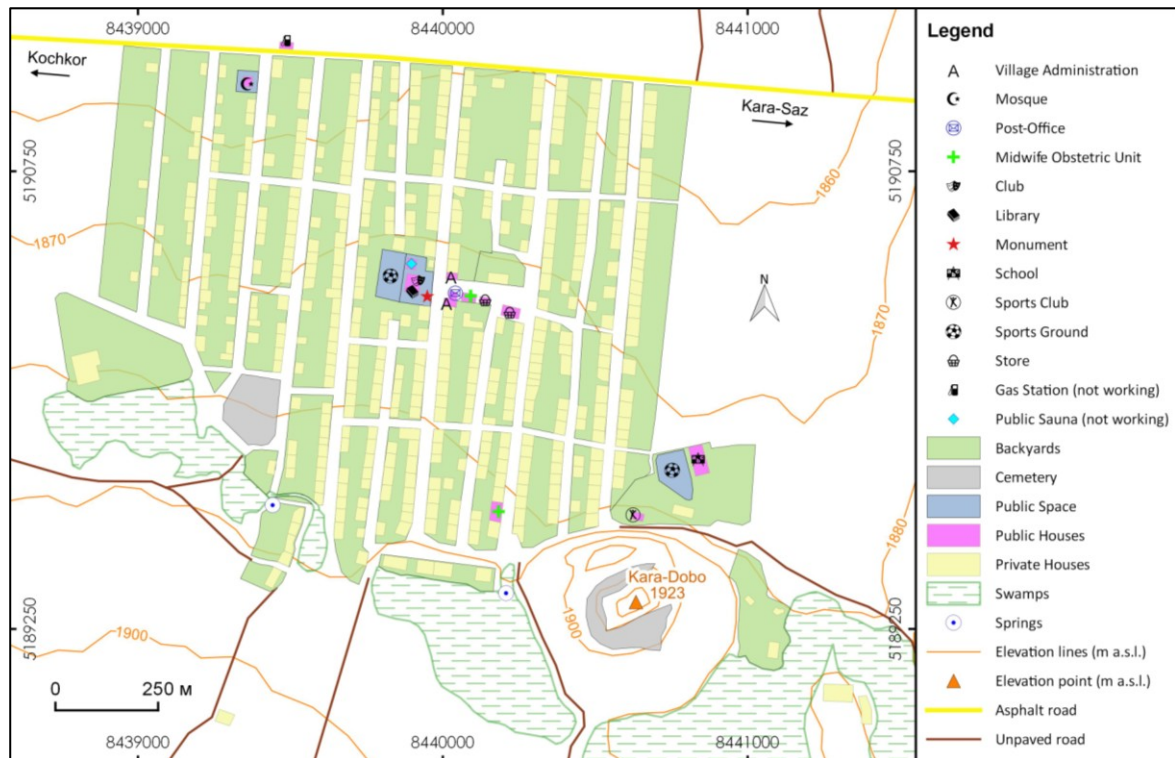 8439000
8440000
8441000
Kochkor
Kara-Saz
5190750
5190750
1860
1870
1870
A
A
N
1880
Kara-Dobo
1923
1900
1900
5189250
5189250
0 250 м
8439000
8440000
8441000
Legend
A Village Administration
Mosque
Post-Office
Midwife Obstetric Unit
Club
Library
Monument
School
Sports Club
Sports Ground
Store
Gas Station (not working)
Public Sauna (not working)
Backyards
Cemetery
Public Space
Public Houses
Private Houses
Swamps
Springs
Elevation lines (m a.s.l.)
Elevation point (m a.s.l.)
Asphalt road
Unpaved road